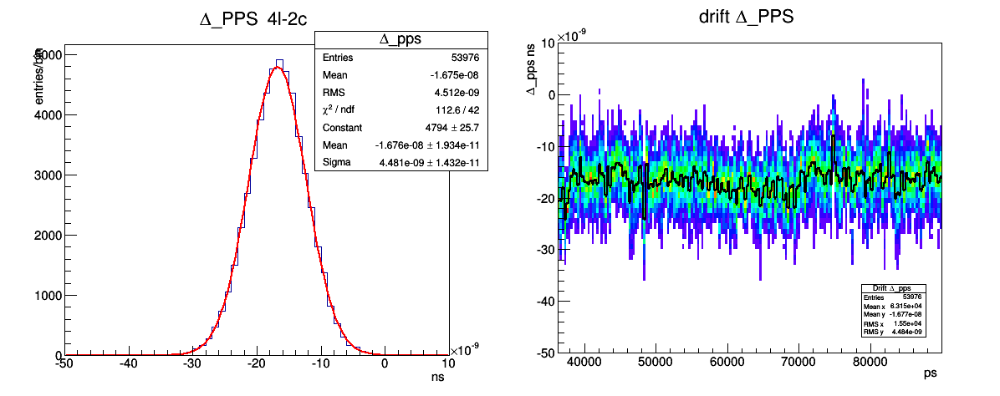 Δ_PPS 4l-2c
entries/bin
5000
4000
3000
2000
1000
0
-50 -40 -30 -20 -10 0 10
×10⁻⁹
ns
Δ_pps
Entries 53976
Mean -1.675e-08
RMS 4.512e-09
χ² / ndf 112.6 / 42
Constant 4794 ± 25.7
Mean -1.676e-08 ± 1.934e-11
Sigma 4.481e-09 ± 1.432e-11
drift Δ_PPS
×10⁻⁹
Δ_pps ns
10
0
-10
-20
-30
-40
-50
40000 50000 60000 70000 80000
ps
Drift Δ_pps
Entries 53976
Mean x 6.315e+04
Mean y -1.677e-08
RMS x 1.55e+04
RMS y 4.484e-09